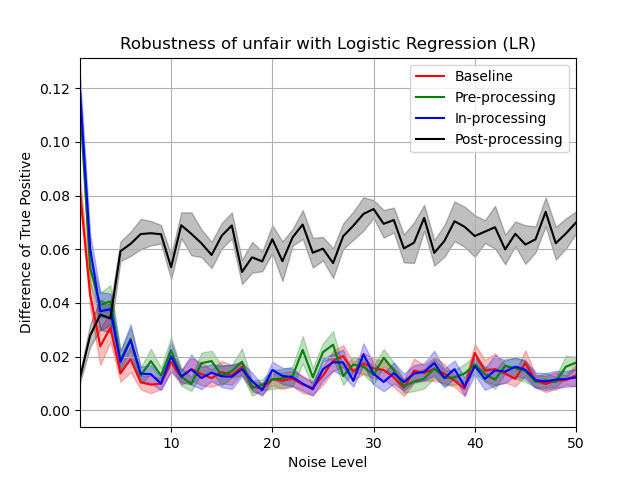 Robustness of unfair with Logistic Regression (LR)
Baseline
Pre-processing
In-processing
Post-processing
Difference of True Positive
0.12
0.10
0.08
0.06
0.04
0.02
0.00
10 20 30 40 50
Noise Level